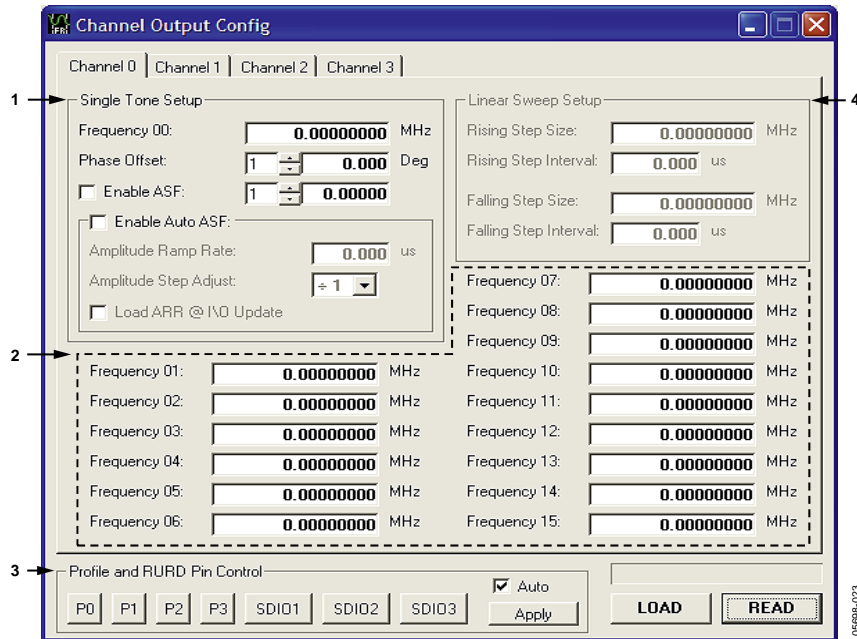 Channel Output Config
Channel 0 Channel 1 Channel 2 Channel 3
1
Single Tone Setup
Frequency 00: 0.00000000 MHz
Phase Offset: 1 0.000 Deg
Enable ASF: 1 0.00000
Enable Auto ASF:
Amplitude Ramp Rate: 0.000 us
Amplitude Step Adjust: ÷ 1
Load ARR @ I\O Update
4
Linear Sweep Setup
Rising Step Size: 0.00000000 MHz
Rising Step Interval: 0.000 us
Falling Step Size: 0.00000000 MHz
Falling Step Interval: 0.000 us
2
Frequency 01: 0.00000000 MHz
Frequency 02: 0.00000000 MHz
Frequency 03: 0.00000000 MHz
Frequency 04: 0.00000000 MHz
Frequency 05: 0.00000000 MHz
Frequency 06: 0.00000000 MHz
Frequency 07: 0.00000000 MHz
Frequency 08: 0.00000000 MHz
Frequency 09: 0.00000000 MHz
Frequency 10: 0.00000000 MHz
Frequency 11: 0.00000000 MHz
Frequency 12: 0.00000000 MHz
Frequency 13: 0.00000000 MHz
Frequency 14: 0.00000000 MHz
Frequency 15: 0.00000000 MHz
3
Profile and RURD Pin Control
P0 P1 P2 P3 SDIO1 SDIO2 SDIO3
Auto
Apply
LOAD READ
05898-023